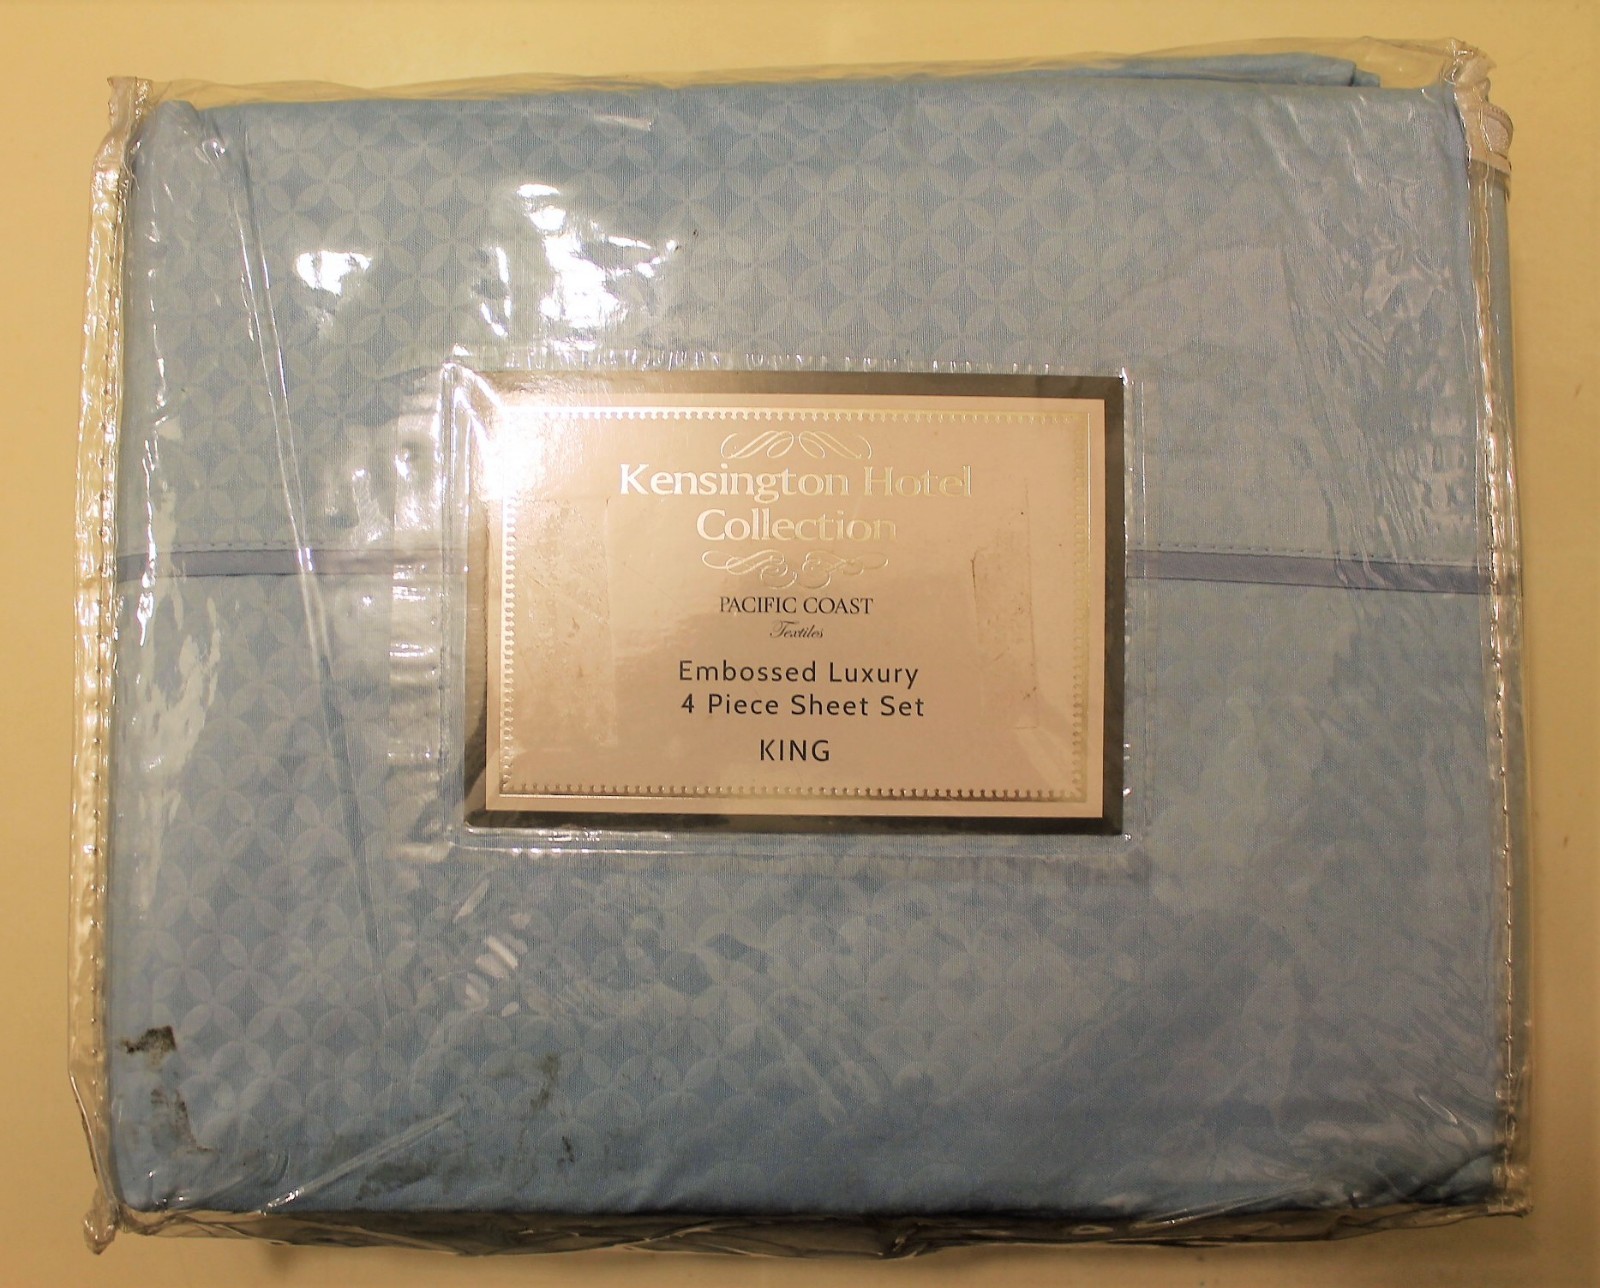 Kensington Hotel
Collection
PACIFIC COAST
Textiles
Embossed Luxury
4 Piece Sheet Set
KING